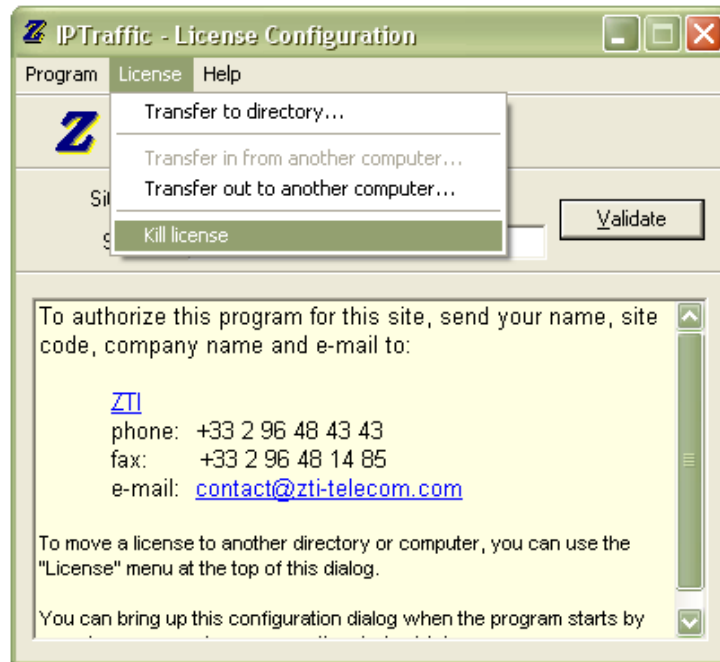 Z IPTraffic - License Configuration
Program License Help
Transfer to directory...
Z
Transfer in from another computer...
Transfer out to another computer...
Kill license
Validate
To authorize this program for this site, send your name, site
code, company name and e-mail to:
ZTI
phone: +33 2 96 48 43 43
fax: +33 2 96 48 14 85
e-mail: contact@zti-telecom.com
To move a license to another directory or computer, you can use the
"License" menu at the top of this dialog.
You can bring up this configuration dialog when the program starts by